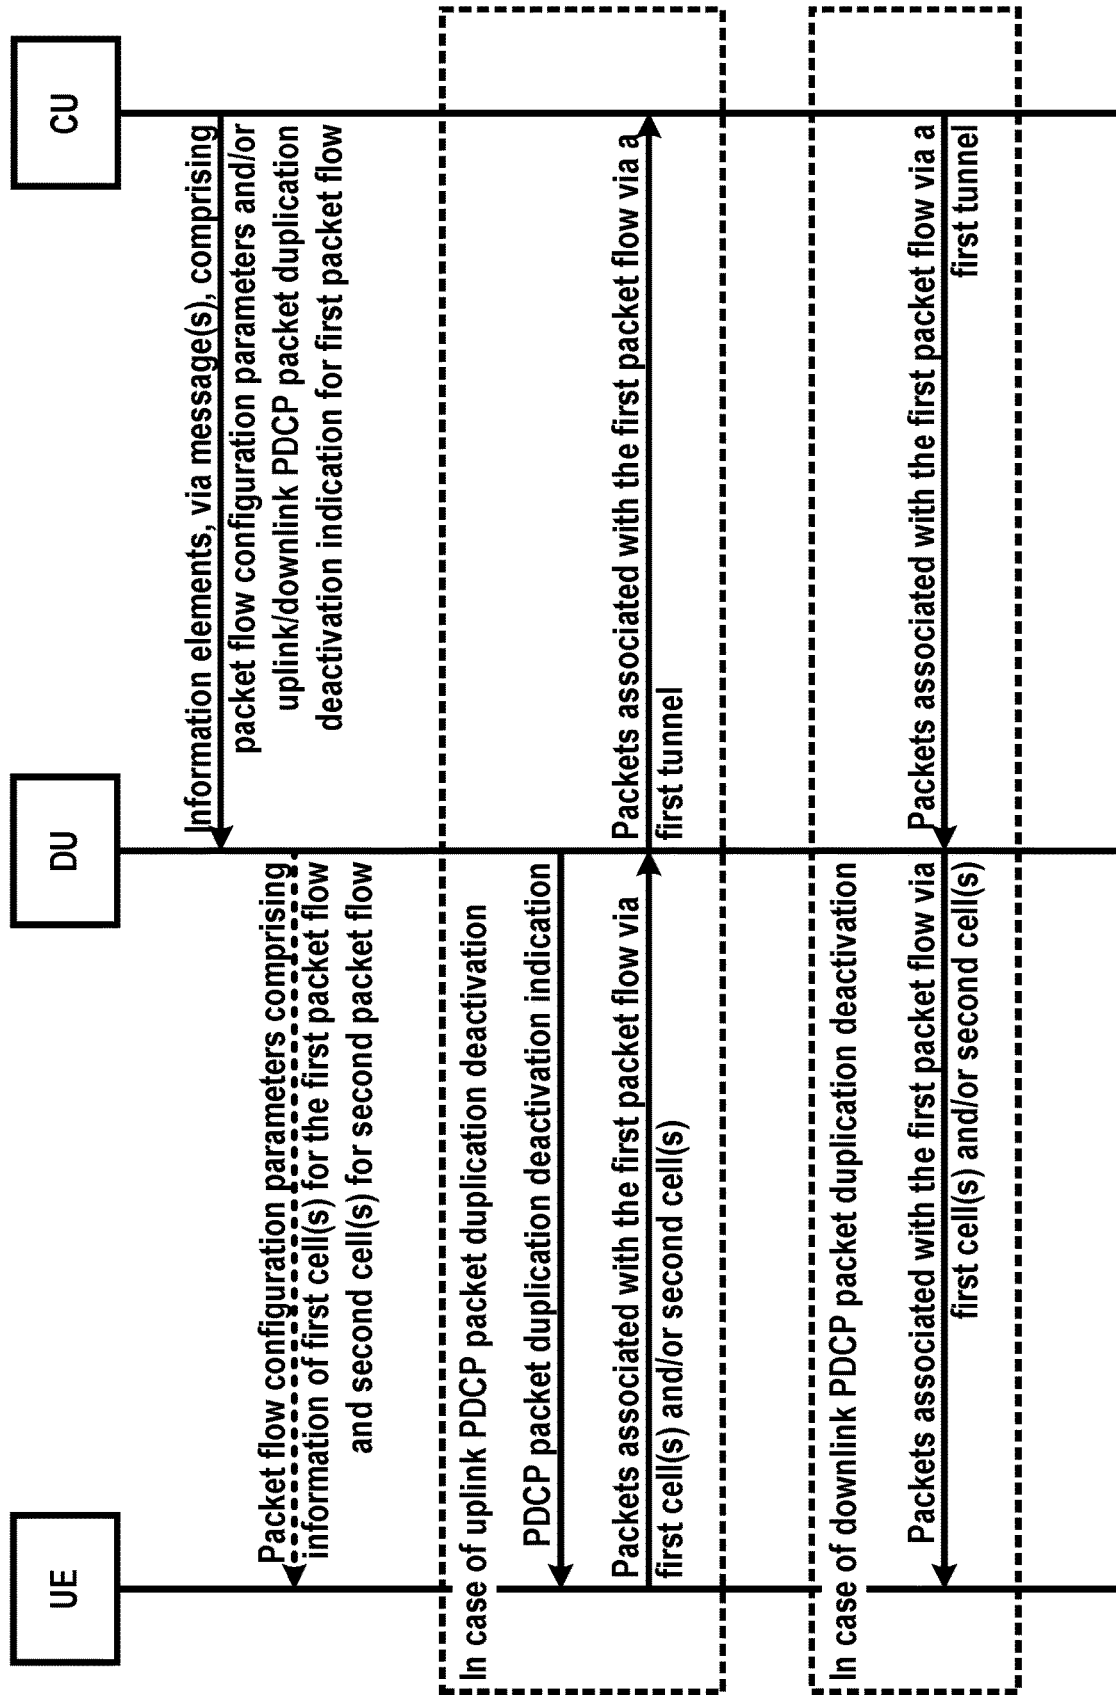 UE
DU
CU
Information elements, via message(s), comprising
packet flow configuration parameters and/or
uplink/downlink PDCP packet duplication
deactivation indication for first packet flow
Packet flow configuration parameters comprising
information of first cell(s) for the first packet flow
and second cell(s) for second packet flow
In case of uplink PDCP packet duplication deactivation
PDCP packet duplication deactivation indication
Packets associated with the first packet flow via
first cell(s) and/or second cell(s)
Packets associated with the first packet flow via a
first tunnel
In case of downlink PDCP packet duplication deactivation
Packets associated with the first packet flow via
first cell(s) and/or second cell(s)
Packets associated with the first packet flow via a
first tunnel